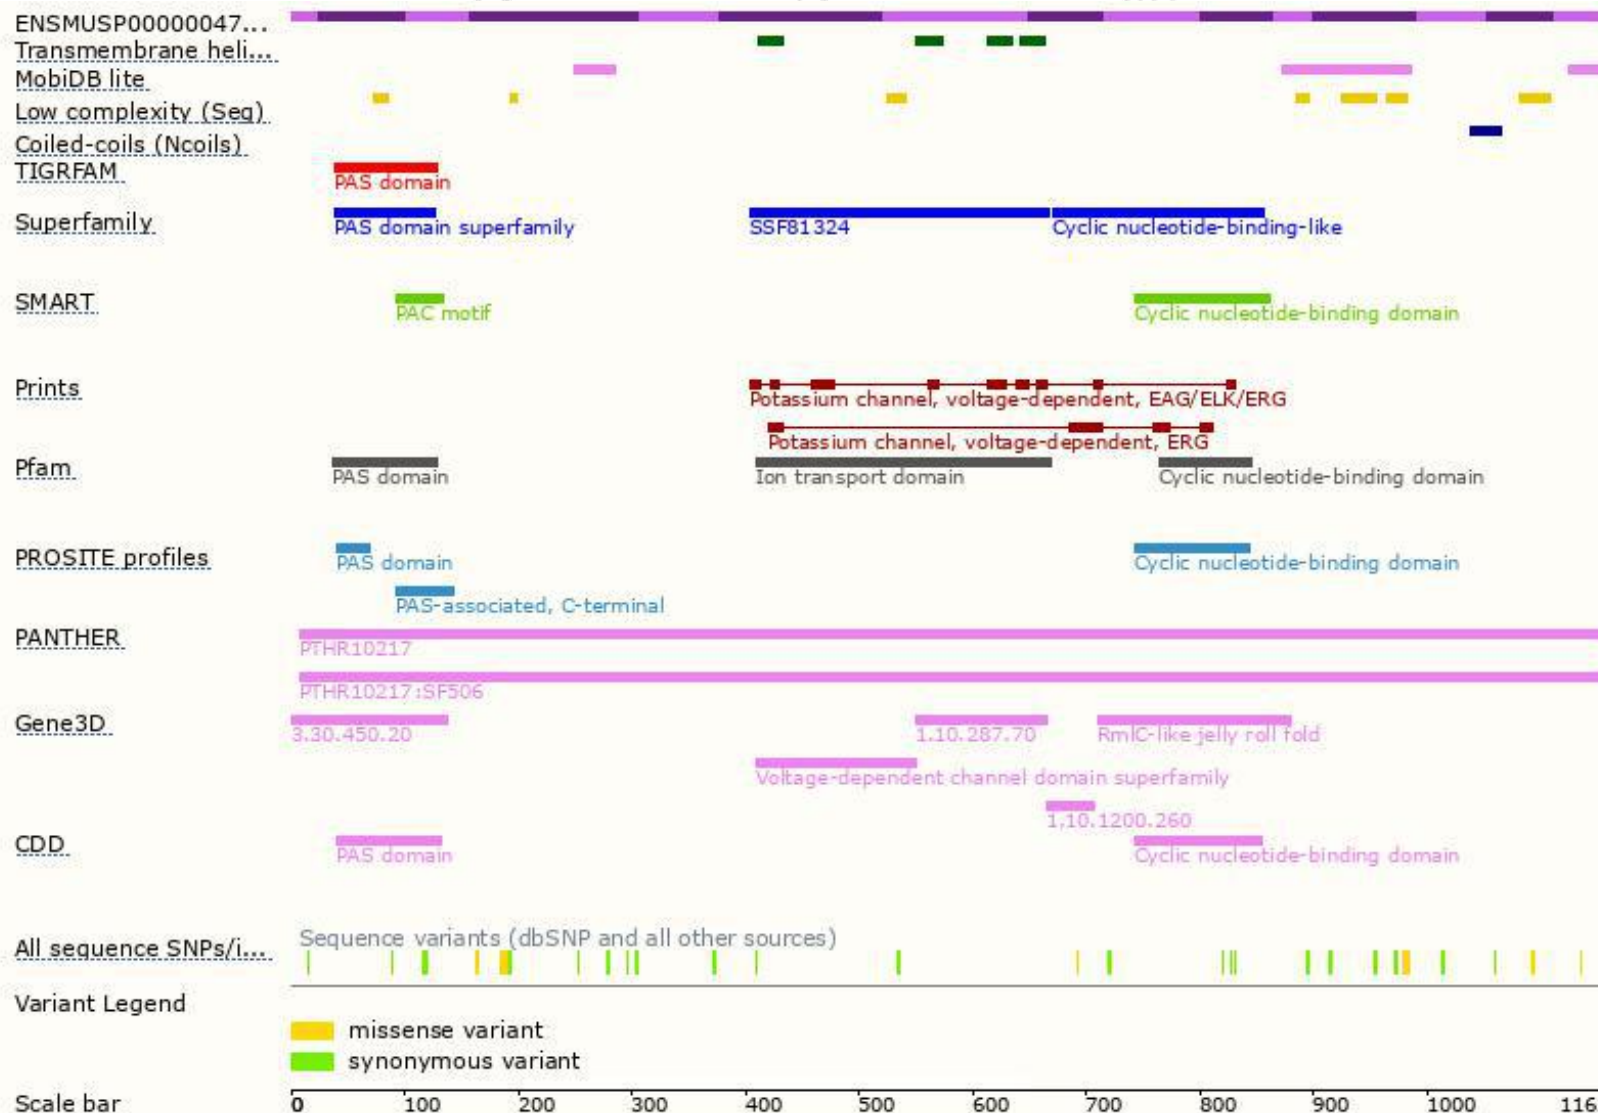 ENSMUSP00000047...
Transmembrane heli...
MobiDB lite
Low complexity (Seg)
Coiled-coils (Ncoils)
TIGRFAM
PAS domain
Superfamily
PAS domain superfamily SSF81324 Cyclic nucleotide-binding-like
SMART
PAC motif Cyclic nucleotide-binding domain
Prints
Potassium channel, voltage-dependent, EAG/ELK/ERG
Potassium channel, voltage-dependent, ERG
Pfam
PAS domain Ion transport domain Cyclic nucleotide-binding domain
PROSITE profiles
PAS domain Cyclic nucleotide-binding domain
PAS-associated, C-terminal
PANTHER
PTHR10217
PTHR10217:SF506
Gene3D
3.30.450.20 1.10.287.70 RmlC-like jelly roll fold
Voltage-dependent channel domain superfamily
1.10.1200.260
CDD
PAS domain Cyclic nucleotide-binding domain
All sequence SNPs/i...
Sequence variants (dbSNP and all other sources)
Variant Legend
missense variant
synonymous variant
Scale bar 0 100 200 300 400 500 600 700 800 900 1000 116